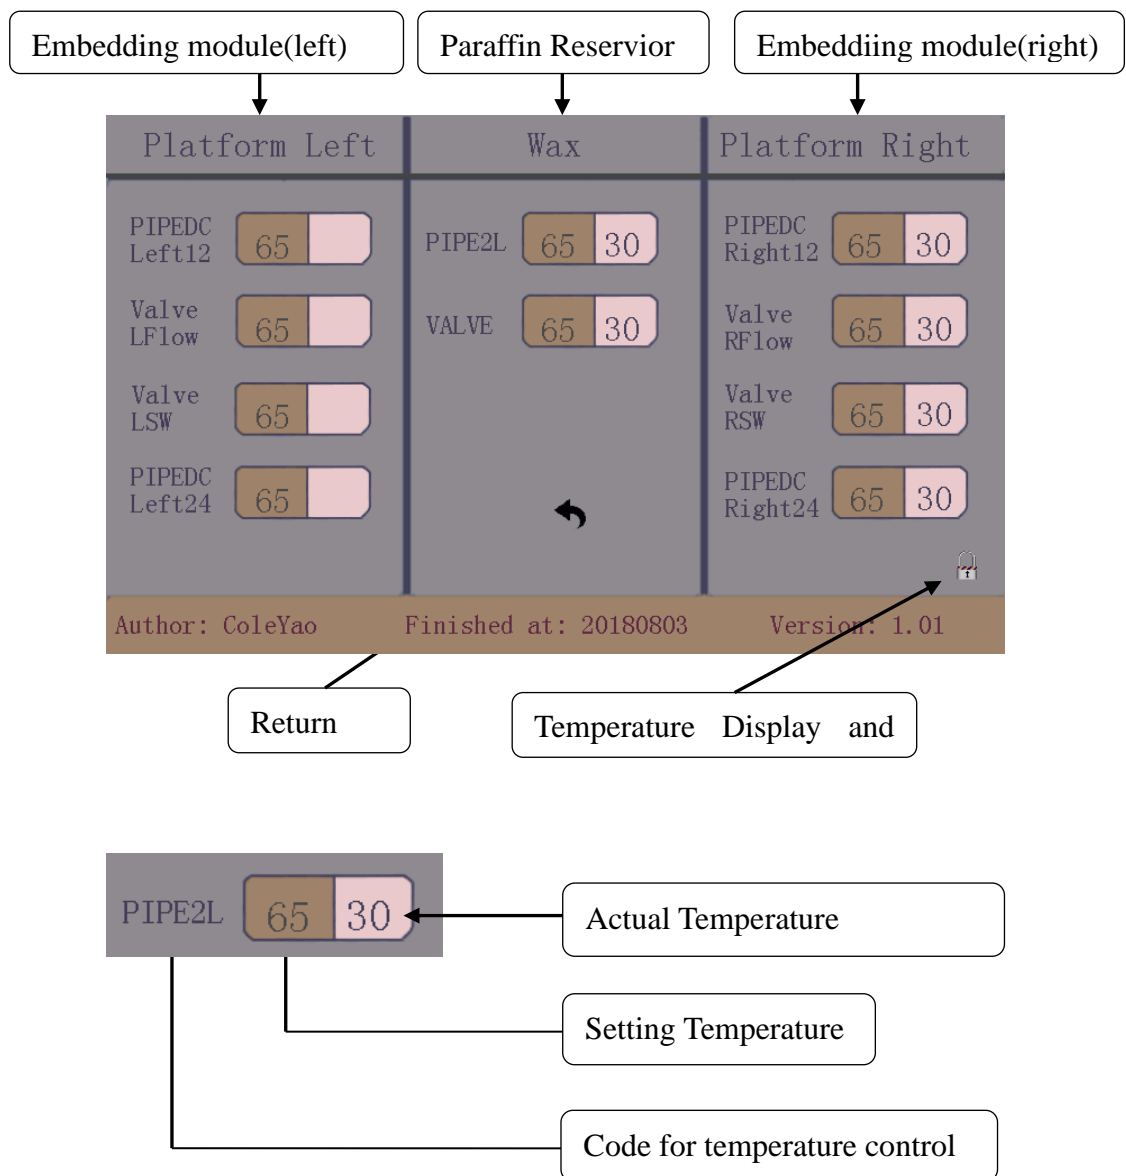 Embedding module(left)
Paraffin Reservior
Embeddiing module(right)
Platform Left
Wax
Platform Right
PIPEDC
Left12
65
Valve
LFlow
65
Valve
LSW
65
PIPEDC
Left24
65
PIPE2L
65 30
VALVE
65 30
PIPEDC
Right12
65 30
Valve
RFlow
65 30
Valve
RSW
65 30
PIPEDC
Right24
65 30
Author: ColeYao
Finished at: 20180803
Version: 1.01
Return
Temperature Display and
PIPE2L
65 30
Actual Temperature
Setting Temperature
Code for temperature control